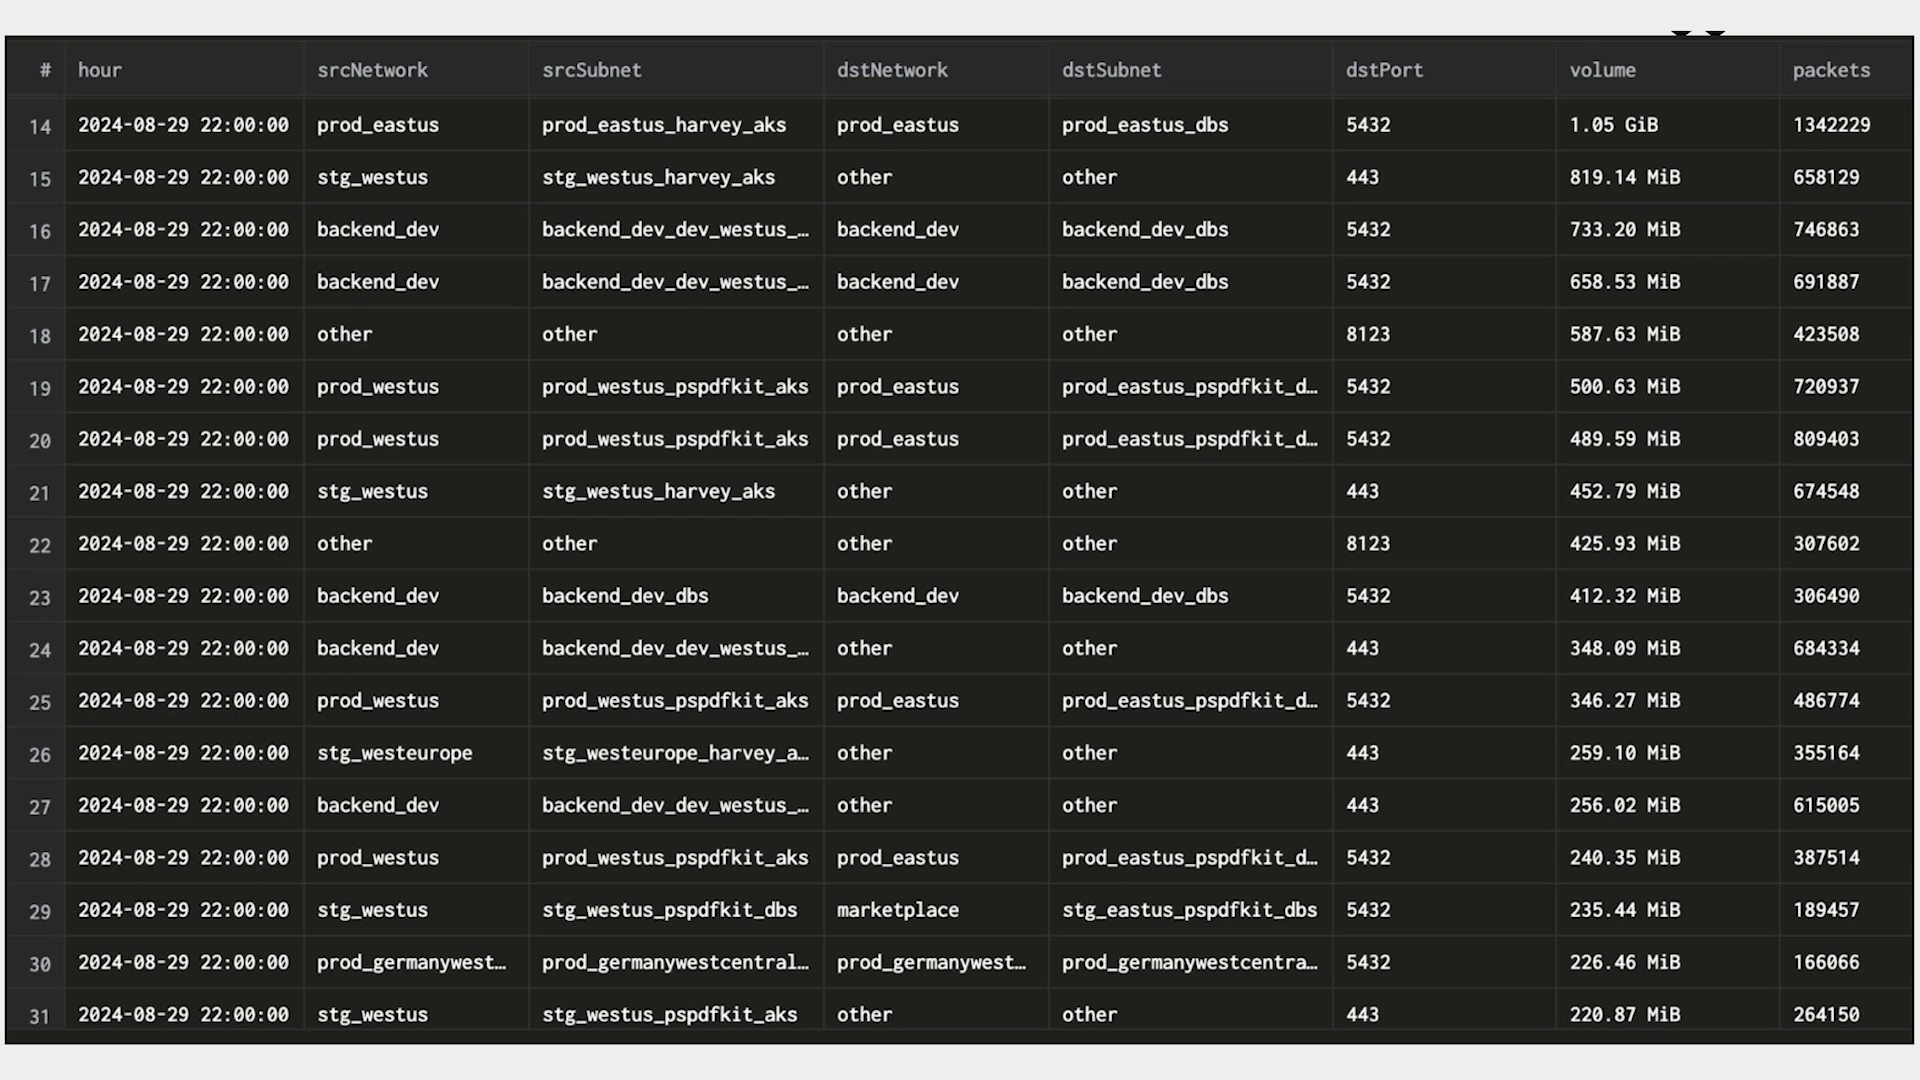 # hour srcNetwork srcSubnet dstNetwork dstSubnet dstPort volume packets
14 2024-08-29 22:00:00 prod_eastus prod_eastus_harvey_aks prod_eastus prod_eastus_dbs 5432 1.05 GiB 1342229
15 2024-08-29 22:00:00 stg_westus stg_westus_harvey_aks other other 443 819.14 MiB 658129
16 2024-08-29 22:00:00 backend_dev backend_dev_dev_westus_… backend_dev backend_dev_dbs 5432 733.20 MiB 746863
17 2024-08-29 22:00:00 backend_dev backend_dev_dev_westus_… backend_dev backend_dev_dbs 5432 658.53 MiB 691887
18 2024-08-29 22:00:00 other other other other 8123 587.63 MiB 423508
19 2024-08-29 22:00:00 prod_westus prod_westus_pspdfkit_aks prod_eastus prod_eastus_pspdfkit_d… 5432 500.63 MiB 720937
20 2024-08-29 22:00:00 prod_westus prod_westus_pspdfkit_aks prod_eastus prod_eastus_pspdfkit_d… 5432 489.59 MiB 809403
21 2024-08-29 22:00:00 stg_westus stg_westus_harvey_aks other other 443 452.79 MiB 674548
22 2024-08-29 22:00:00 other other other other 8123 425.93 MiB 307602
23 2024-08-29 22:00:00 backend_dev backend_dev_dbs backend_dev backend_dev_dbs 5432 412.32 MiB 306490
24 2024-08-29 22:00:00 backend_dev backend_dev_dev_westus_… other other 443 348.09 MiB 684334
25 2024-08-29 22:00:00 prod_westus prod_westus_pspdfkit_aks prod_eastus prod_eastus_pspdfkit_d… 5432 346.27 MiB 486774
26 2024-08-29 22:00:00 stg_westeurope stg_westeurope_harvey_a… other other 443 259.10 MiB 355164
27 2024-08-29 22:00:00 backend_dev backend_dev_dev_westus_… other other 443 256.02 MiB 615005
28 2024-08-29 22:00:00 prod_westus prod_westus_pspdfkit_aks prod_eastus prod_eastus_pspdfkit_d… 5432 240.35 MiB 387514
29 2024-08-29 22:00:00 stg_westus stg_westus_pspdfkit_dbs marketplace stg_eastus_pspdfkit_dbs 5432 235.44 MiB 189457
30 2024-08-29 22:00:00 prod_germanywest… prod_germanywestcentral… prod_germanywest… prod_germanywestcentra… 5432 226.46 MiB 166066
31 2024-08-29 22:00:00 stg_westus stg_westus_pspdfkit_aks other other 443 220.87 MiB 264150